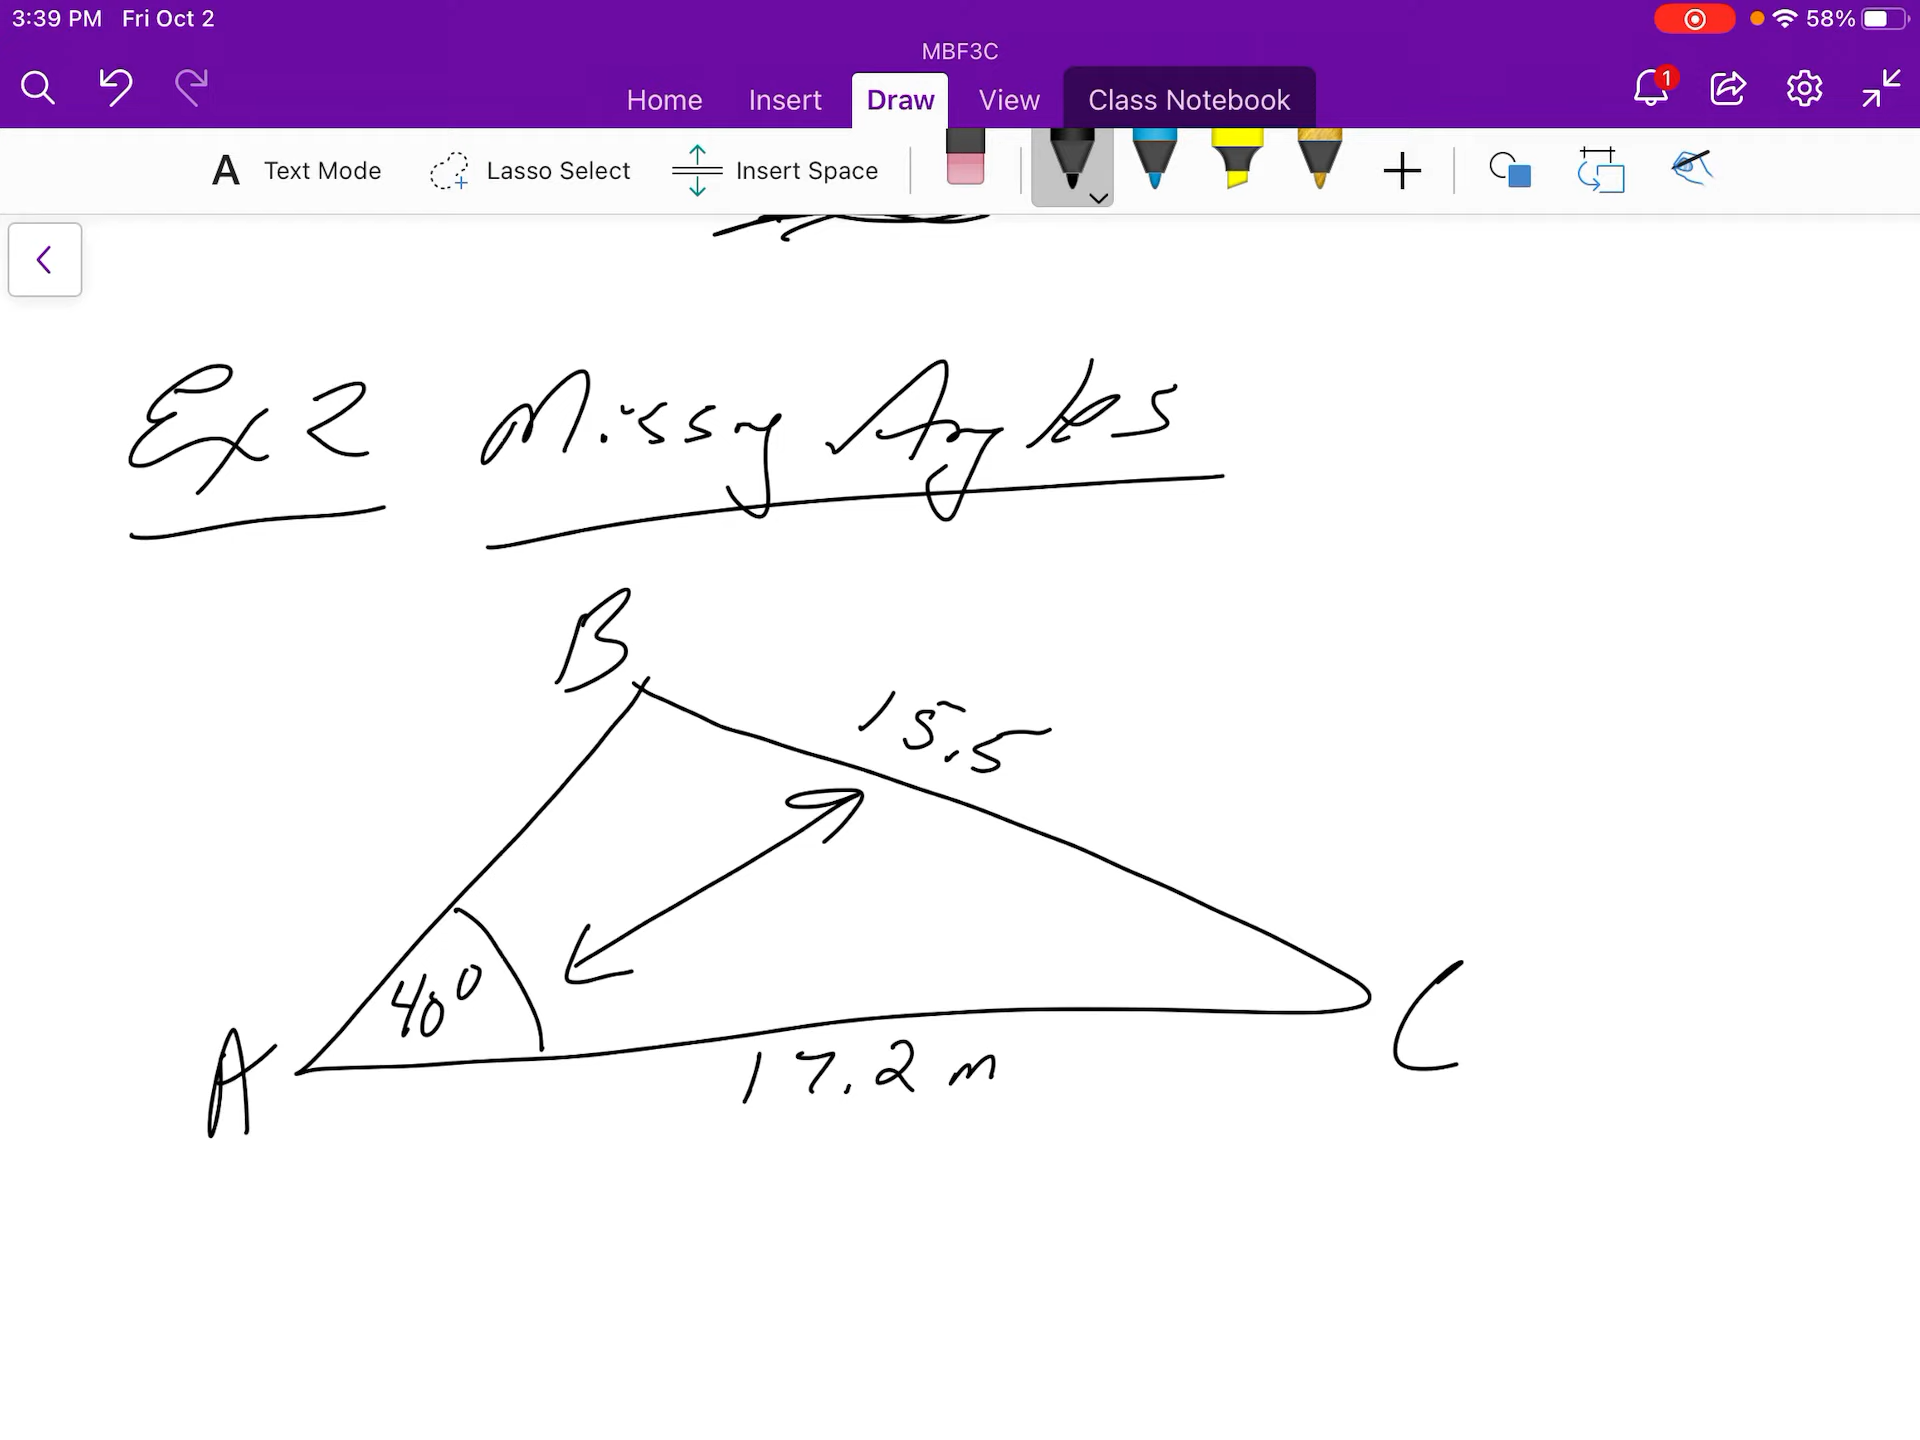 3:39 PM Fri Oct 2 58%
MBF3C
Home Insert Draw View Class Notebook 1
A Text Mode Lasso Select Insert Space
Ex 2 Missing Angles
B
15.5
40°
A
C
17.2 m